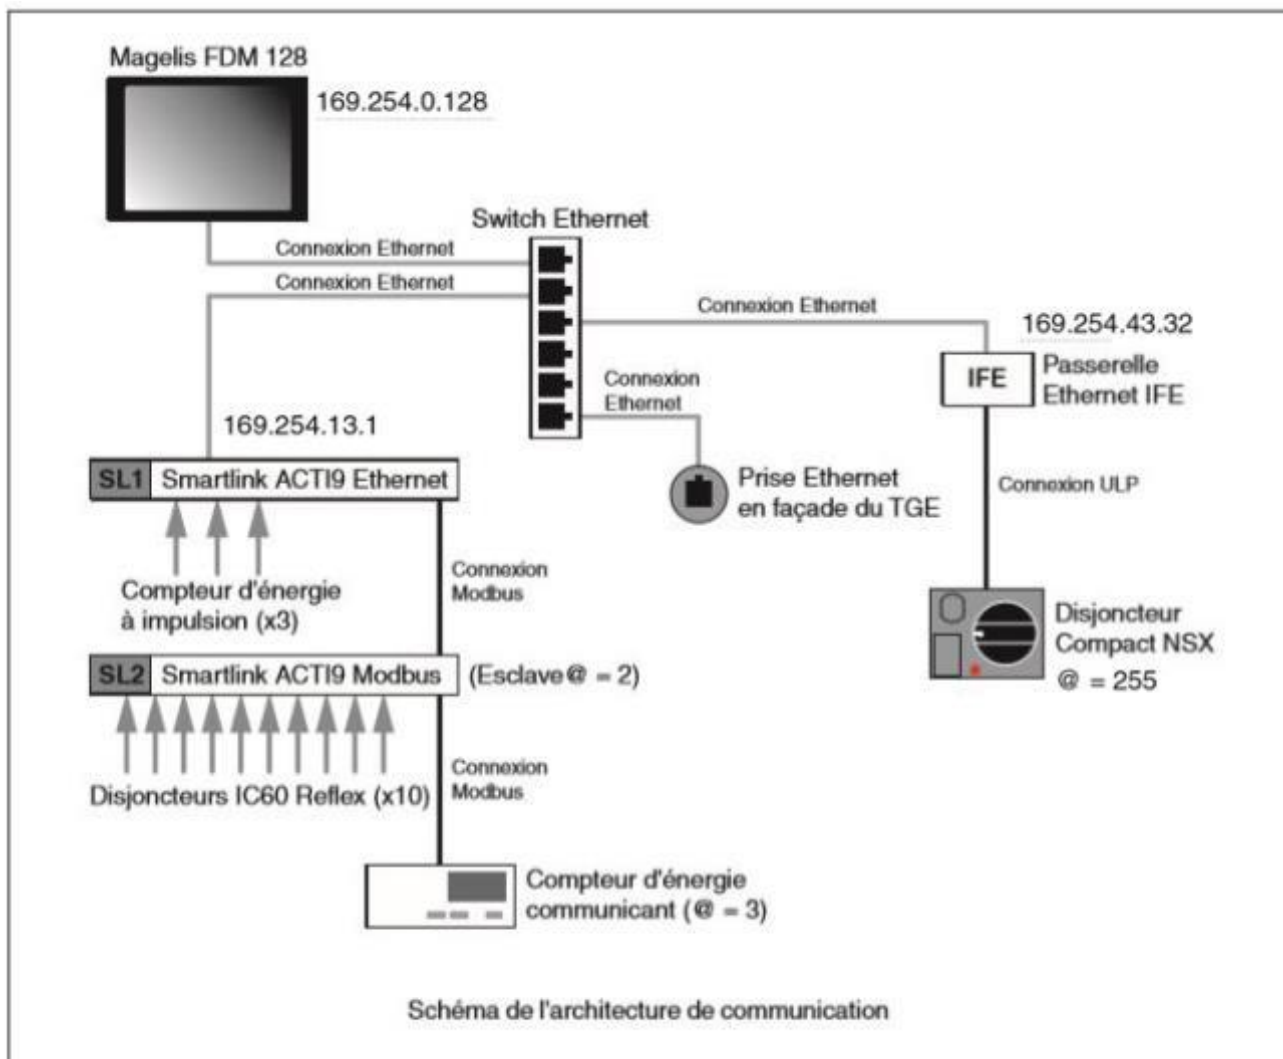 Magelis FDM 128
169.254.0.128
Switch Ethernet
Connexion Ethernet
Connexion Ethernet
Connexion Ethernet
169.254.43.32
IFE
Passerelle
Ethernet IFE
Connexion
Ethernet
169.254.13.1
SL1 Smartlink ACTI9 Ethernet
Prise Ethernet
en façade du TGE
Connexion ULP
Compteur d'énergie
à impulsion (x3)
Connexion
Modbus
Disjoncteur
Compact NSX
@ = 255
SL2 Smartlink ACTI9 Modbus (Esclave@ = 2)
Disjoncteurs IC60 Reflex (x10)
Connexion
Modbus
Compteur d'énergie
communicant (@ = 3)
Schéma de l'architecture de communication